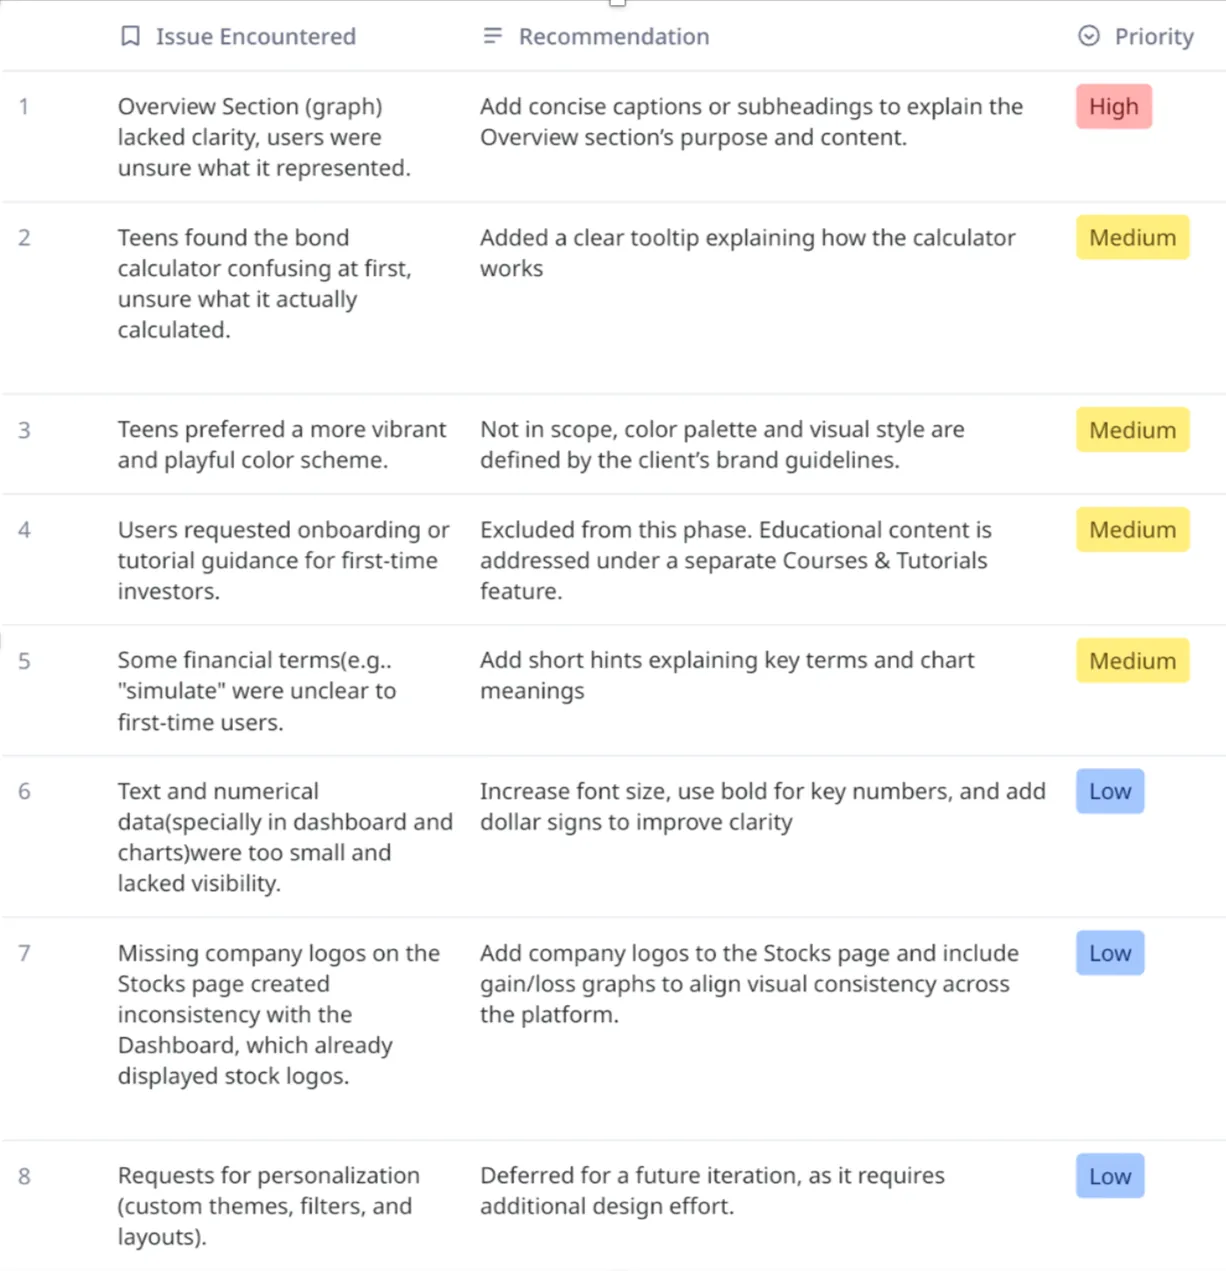 Issue Encountered
Recommendation
Priority
1
Overview Section (graph)
lacked clarity, users were
unsure what it represented.
Add concise captions or subheadings to explain the
Overview section's purpose and content.
High
2
Teens found the bond
calculator confusing at first,
unsure what it actually
calculated.
Added a clear tooltip explaining how the calculator
works
Medium
3
Teens preferred a more vibrant
and playful color scheme.
Not in scope, color palette and visual style are
defined by the client's brand guidelines.
Medium
4
Users requested onboarding or
tutorial guidance for first-time
investors.
Excluded from this phase. Educational content is
addressed under a separate Courses & Tutorials
feature.
Medium
5
Some financial terms(e.g..
"simulate" were unclear to
first-time users.
Add short hints explaining key terms and chart
meanings
Medium
6
Text and numerical
data(specially in dashboard and
charts)were too small and
lacked visibility.
Increase font size, use bold for key numbers, and add
dollar signs to improve clarity
Low
7
Missing company logos on the
Stocks page created
inconsistency with the
Dashboard, which already
displayed stock logos.
Add company logos to the Stocks page and include
gain/loss graphs to align visual consistency across
the platform.
Low
8
Requests for personalization
(custom themes, filters, and
layouts).
Deferred for a future iteration, as it requires
additional design effort.
Low